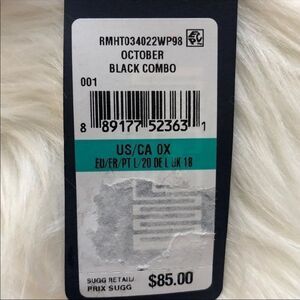 RMHT034022WP98
OCTOBER
BLACK COMBO
001
8 89177 52363 1
US/CA 0X
EU/FR/PT L/20 DE L UK 18
SUGG RETAIL/
PRIX SUGG
$85.00